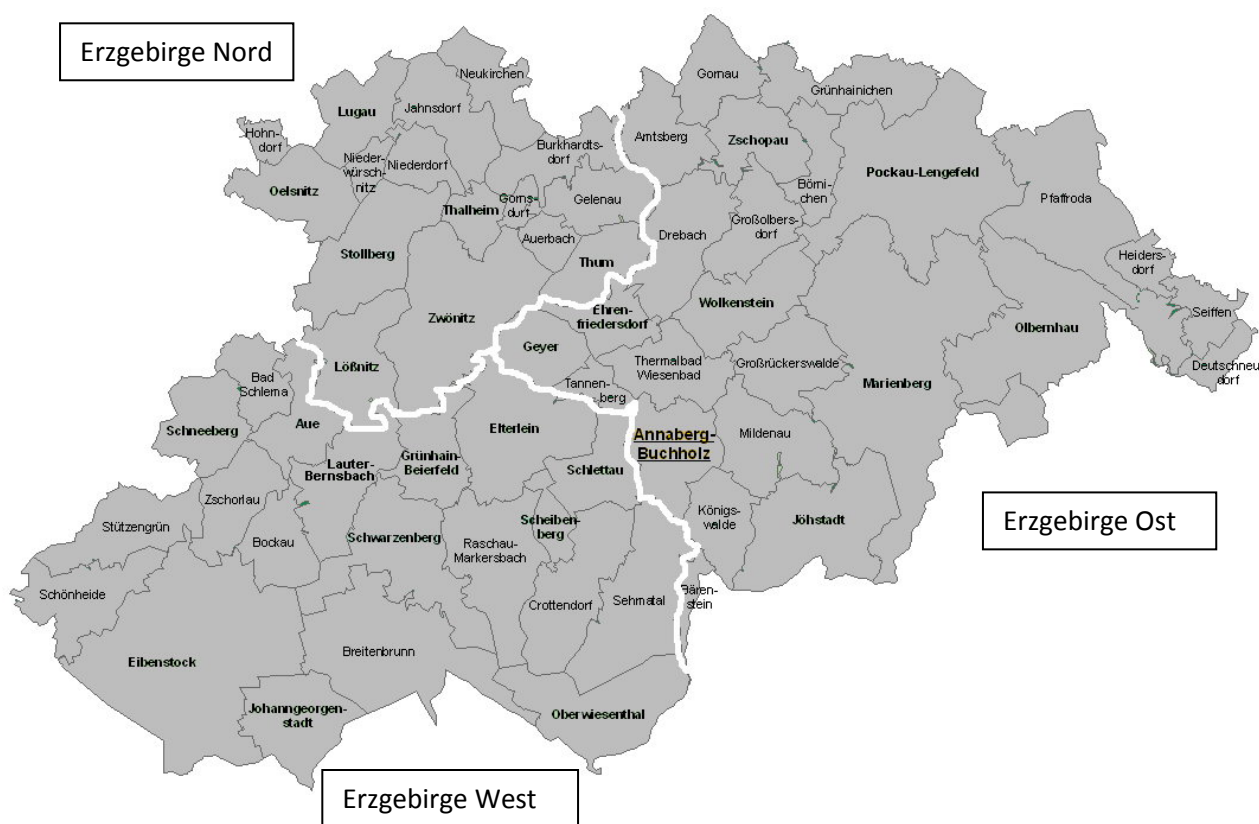 Erzgebirge Nord
Neukirchen
Gornau
Grünhainichen
Lugau
Jahnsdorf
Hohn-
dorf
Amtsberg
Zschopau
Burkhardts-
dorf
Nieder-
würsch-
nitz
Niederdorf
Oelsnitz
Pockau-Lengefeld
Börni-
chen
Gorns-
dorf
Gelenau
Thalheim
Pfaffroda
Großolbers-
dorf
Drebach
Auerbach
Stollberg
Thum
Heiders-
dorf
Wolkenstein
Ehren-
friedersdorf
Seiffen
Zwönitz
Olbernhau
Geyer
Lößnitz
Thermalbad
Wiesenbad
Großrückerswalde
Deutschneu
dorf
Bad
Schlema
Marienberg
Tannen-
berg
Schneeberg
Aue
Elterlein
Annaberg-
Buchholz
Mildenau
Lauter-
Bernsbach
Grünhain-
Beierfeld
Schlettau
Zschorlau
Stützengrün
Königs-
walde
Jöhstadt
Erzgebirge Ost
Scheiben-
berg
Bockau
Schwarzenberg
Raschau-
Markersbach
Schönheide
Crottendorf
Sehmatal
Bären-
stein
Eibenstock
Breitenbrunn
Johanngeorgen-
stadt
Oberwiesenthal
Erzgebirge West